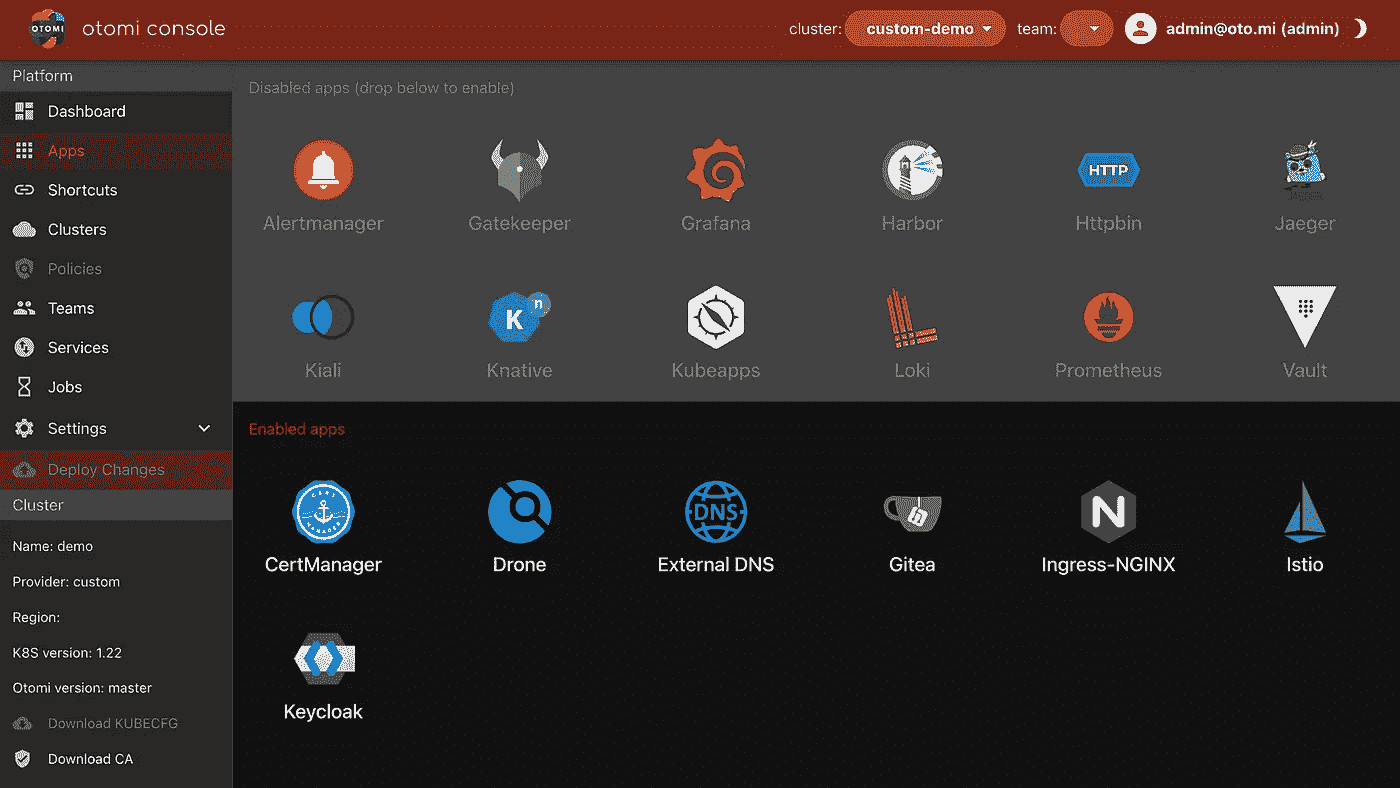 OTOMI
otomi console
cluster: custom-demo
team:
admin@oto.mi (admin)
Platform
Dashboard
Apps
Shortcuts
Clusters
Policies
Teams
Services
Jobs
Settings
Deploy Changes
Cluster
Name: demo
Provider: custom
Region:
K8S version: 1.22
Otomi version: master
Download KUBECFG
Download CA
Disabled apps (drop below to enable)
HTTP
Alertmanager
Gatekeeper
Grafana
Harbor
Httpbin
Jaeger
K n
Kiali
Knative
Kubeapps
Loki
Prometheus
Vault
Enabled apps
CERT
MANAGER
DNS
N
CertManager
Drone
External DNS
Gitea
Ingress-NGINX
Istio
Keycloak